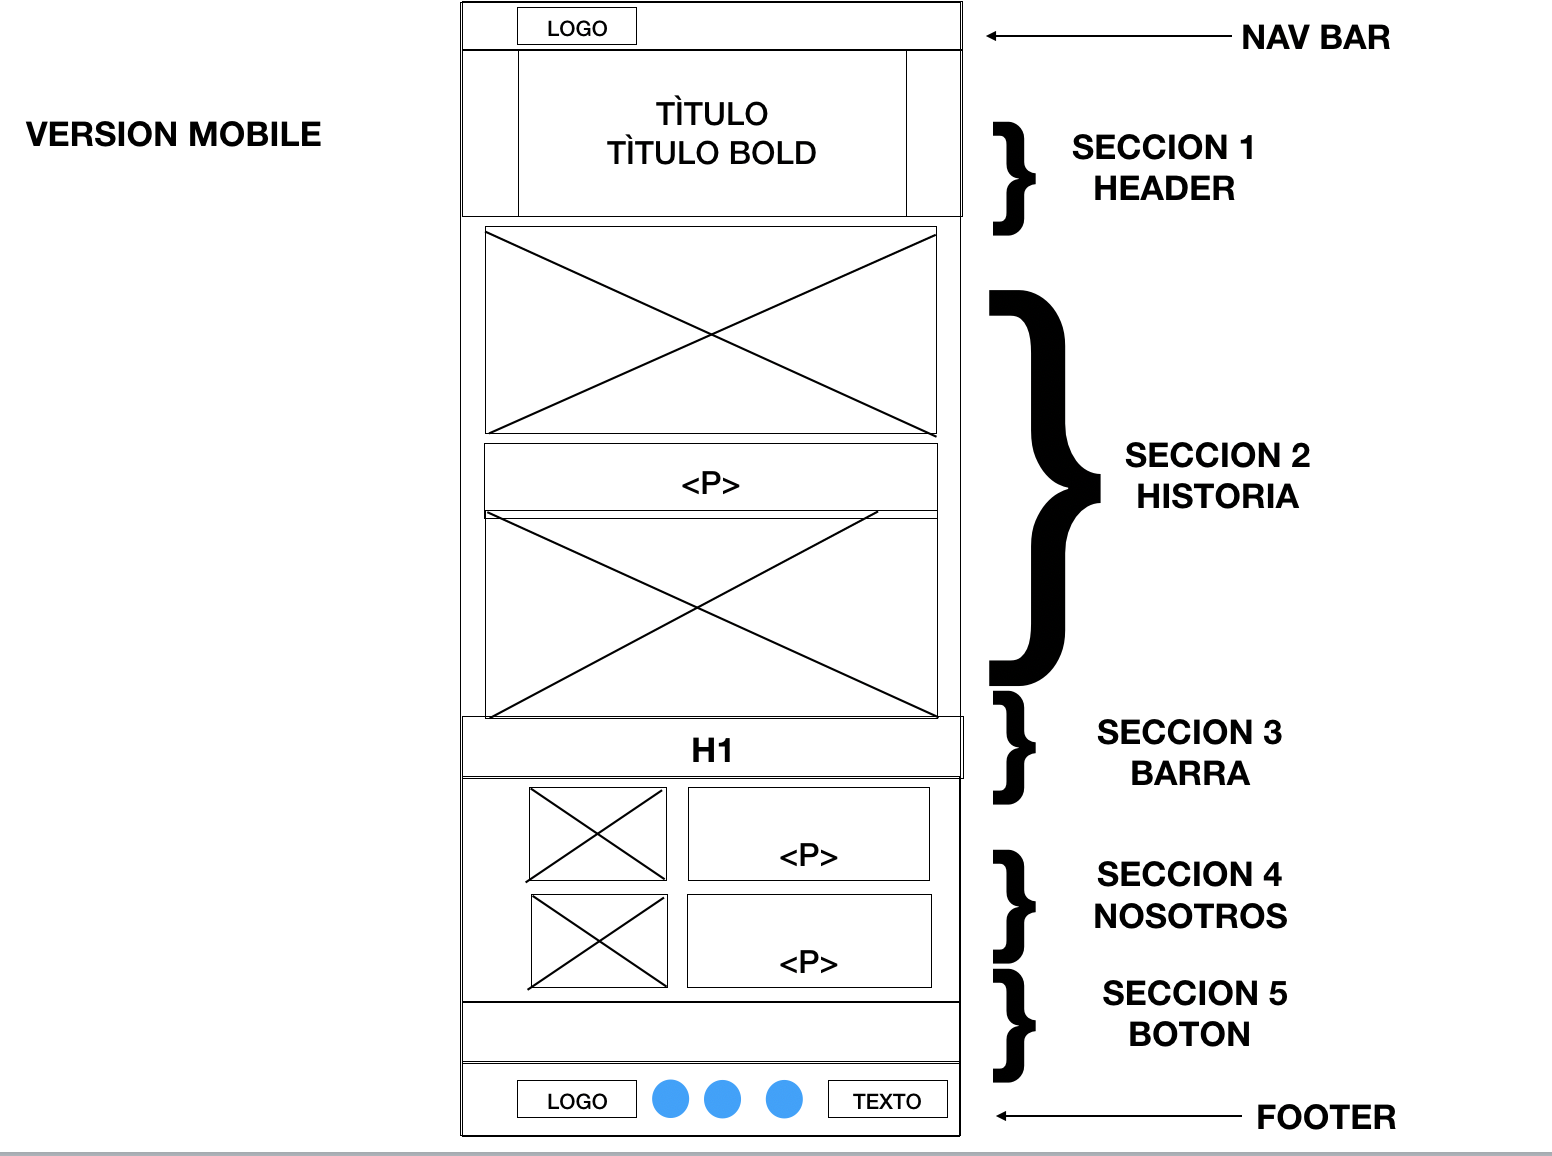 LOGO
NAV BAR
VERSION MOBILE
TÌTULO
TÌTULO BOLD
SECCION 1
HEADER
<P>
SECCION 2
HISTORIA
H1
SECCION 3
BARRA
<P>
<P>
SECCION 4
NOSOTROS
SECCION 5
BOTON
LOGO
TEXTO
FOOTER